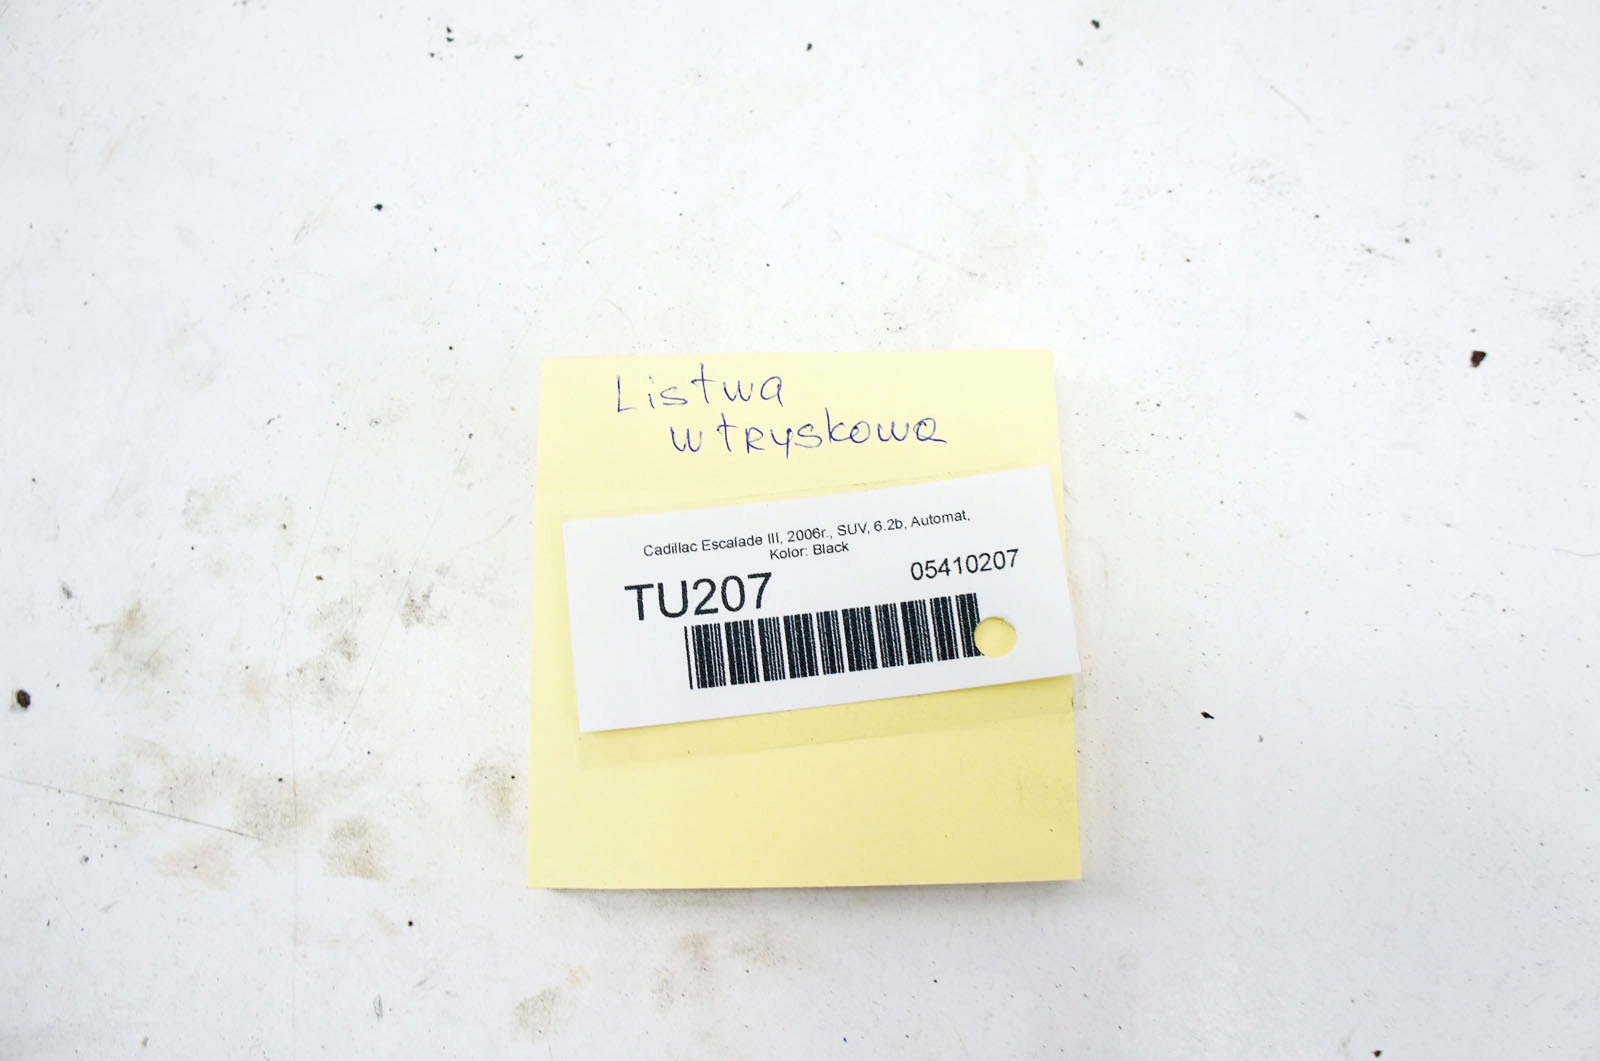 Listwa
wtryskowa
Cadillac Escalade III, 2006r., SUV, 6.2b, Automat,
Kolor: Black
TU207
05410207